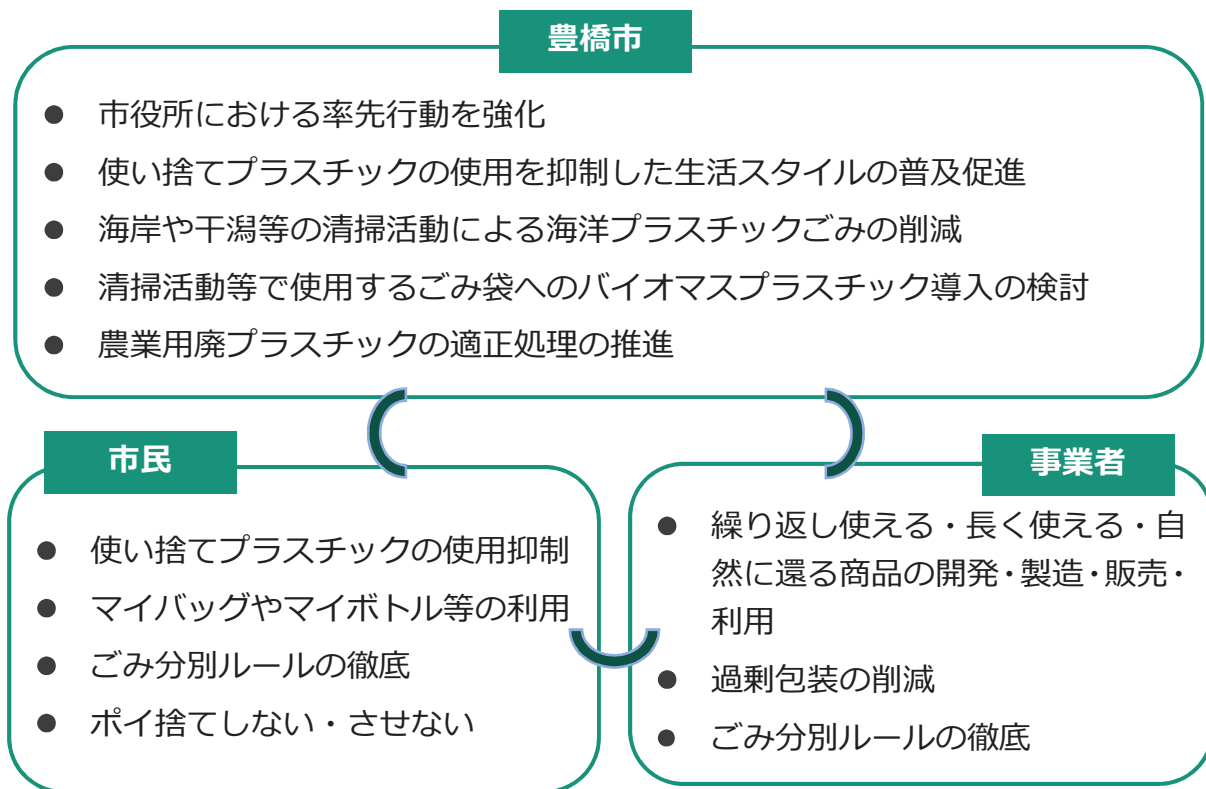 豊橋市
● 市役所における率先行動を強化
● 使い捨てプラスチックの使用を抑制した生活スタイルの普及促進
● 海岸や干潟等の清掃活動による海洋プラスチックごみの削減
● 清掃活動等で使用するごみ袋へのバイオマスプラスチック導入の検討
● 農業用廃プラスチックの適正処理の推進
市民
● 使い捨てプラスチックの使用抑制
● マイバッグやマイボトル等の利用
● ごみ分別ルールの徹底
● ポイ捨てしない・させない
事業者
● 繰り返し使える・長く使える・自
然に還る商品の開発・製造・販売・
利用
● 過剰包装の削減
● ごみ分別ルールの徹底